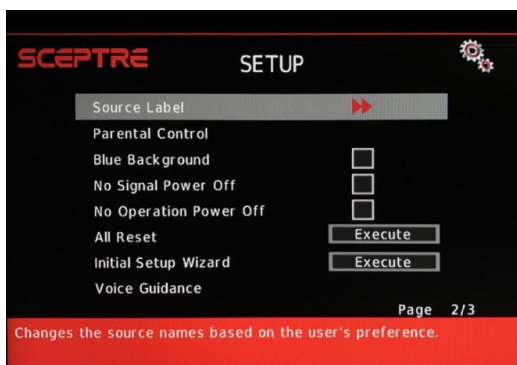 SCEPTRE
SETUP
Source Label
Parental Control
Blue Background
No Signal Power Off
No Operation Power Off
All Reset Execute
Initial Setup Wizard Execute
Voice Guidance
Page 2/3
Changes the source names based on the user's preference.